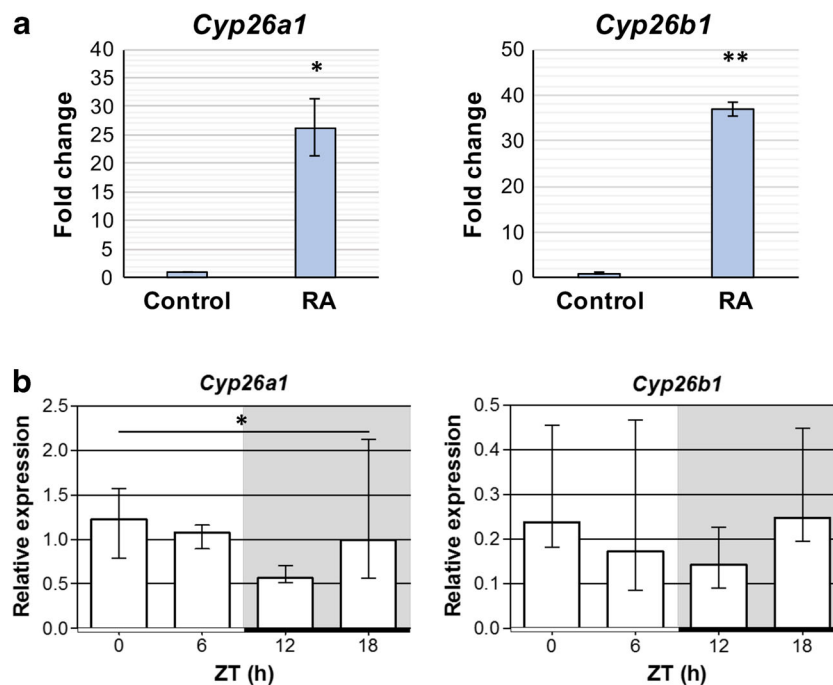 a
Cyp26a1
Fold change
40
35
30
25
20
15
10
5
0
*
Control RA
Cyp26b1
Fold change
50
40
30
20
10
0
**
Control RA
b
Cyp26a1
Relative expression
2.5
2.0
1.5
1.0
0.5
0.0
*
0 6 12 18
ZT (h)
Cyp26b1
Relative expression
0.5
0.4
0.3
0.2
0.1
0.0
0 6 12 18
ZT (h)